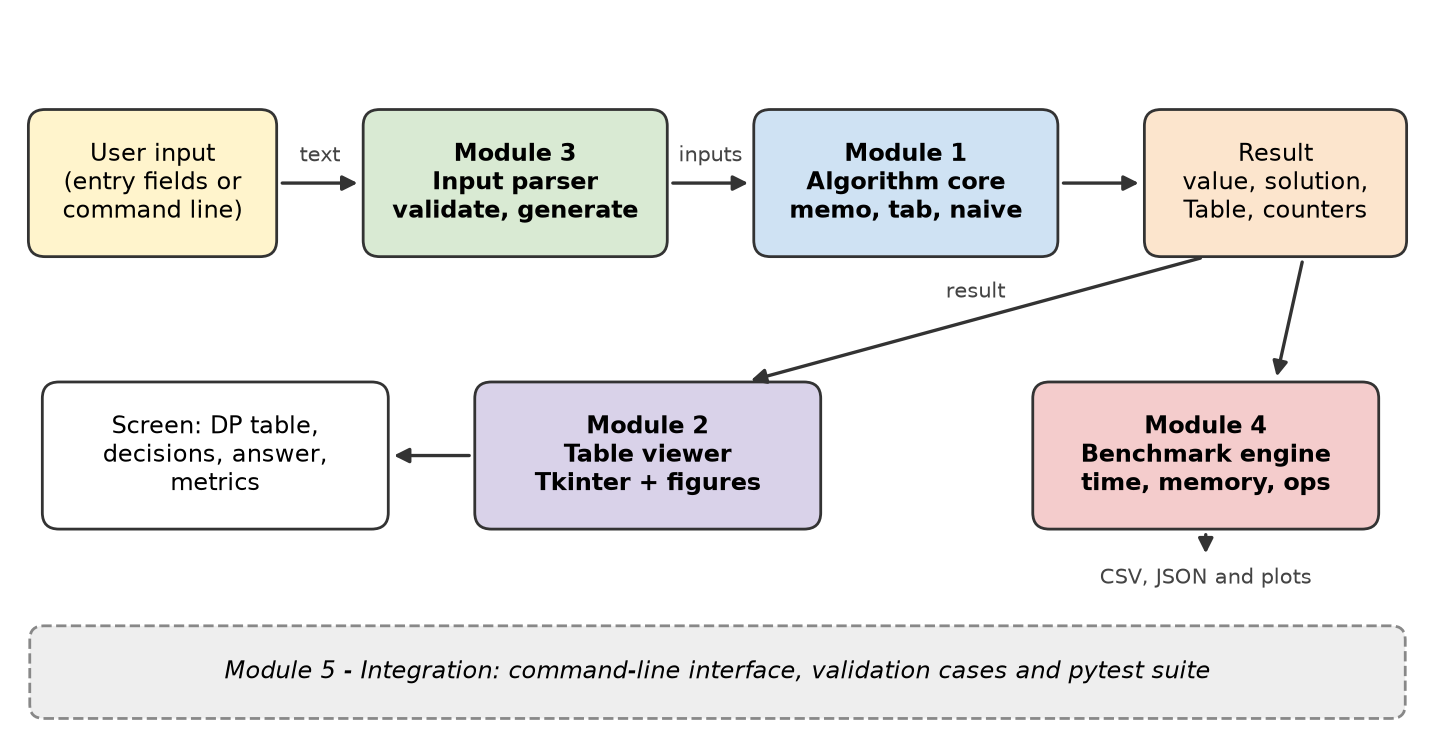 User input
(entry fields or
command line)
text
Module 3
Input parser
validate, generate
inputs
Module 1
Algorithm core
memo, tab, naive
Result
value, solution,
Table, counters
result
Screen: DP table,
decisions, answer,
metrics
Module 2
Table viewer
Tkinter + figures
Module 4
Benchmark engine
time, memory, ops
CSV, JSON and plots
Module 5 - Integration: command-line interface, validation cases and pytest suite